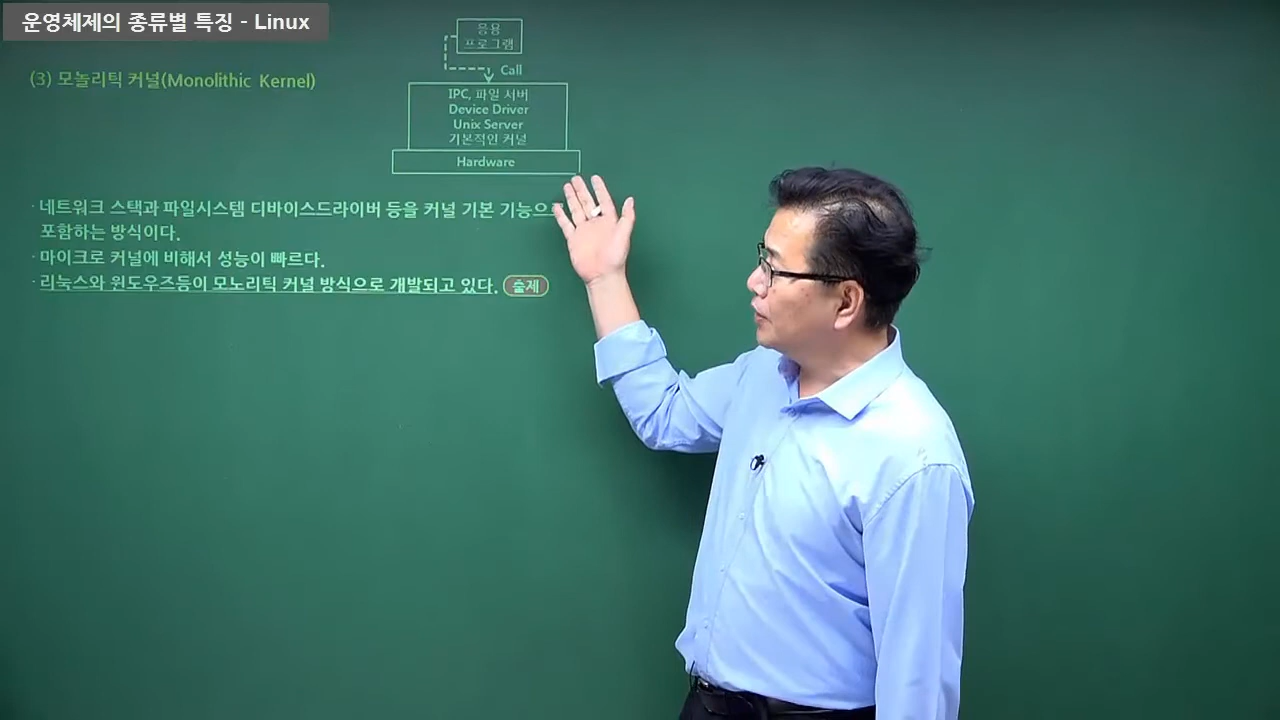 운영체제의 종류별 특징 - Linux
(3) 모놀리틱 커널(Monolithic Kernel)
응용
프로그램
Call
IPC, 파일 서버
Device Driver
Unix Server
기본적인 커널
Hardware
· 네트워크 스택과 파일시스템 디바이스드라이버 등을 커널 기본 기능으로
포함하는 방식이다.
· 마이크로 커널에 비해서 성능이 빠르다.
· 리눅스와 윈도우즈등이 모노리틱 커널 방식으로 개발되고 있다. 출제